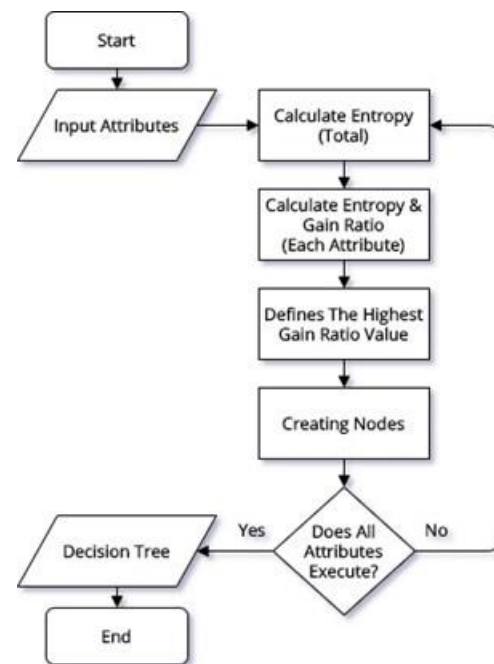 Start
Input Attributes
Calculate Entropy
(Total)
Calculate Entropy &
Gain Ratio
(Each Attribute)
Defines The Highest
Gain Ratio Value
Creating Nodes
Does All
Attributes
Execute?
Yes
No
Decision Tree
End